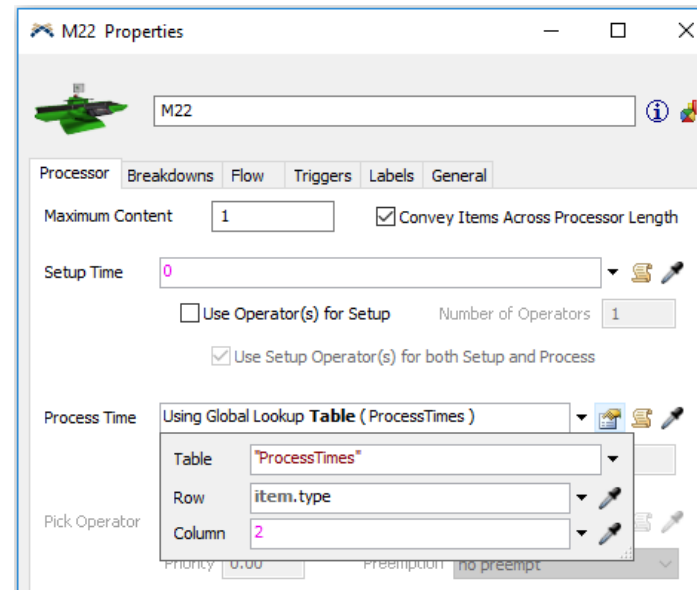 M22 Properties
M22
Processor Breakdowns Flow Triggers Labels General
Maximum Content 1 Convey Items Across Processor Length
Setup Time 0
Use Operator(s) for Setup Number of Operators 1
Use Setup Operator(s) for both Setup and Process
Process Time Using Global Lookup Table ( ProcessTimes )
Table "ProcessTimes"
Row item.type
Pick Operator
Column 2
Priority 0.00 Preemption no preempt